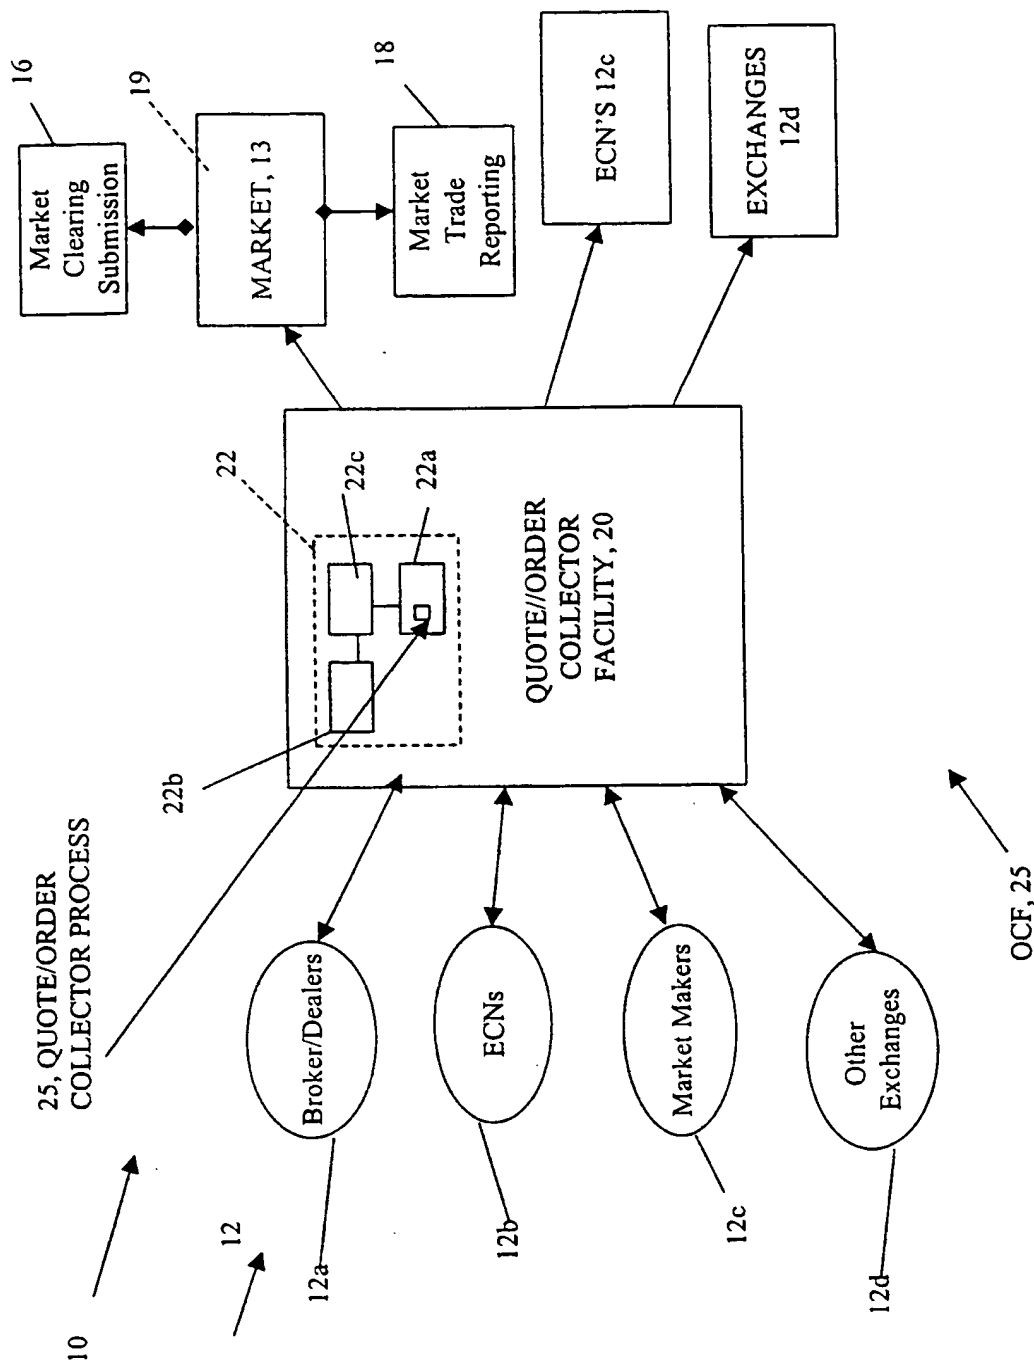 10
25, QUOTE/ORDER
COLLECTOR PROCESS
12
12a
Broker/Dealers
12b
ECNs
12c
Market Makers
12d
Other
Exchanges
22b
22
22c
22a
QUOTE//ORDER
COLLECTOR
FACILITY, 20
OCF, 25
16
Market
Clearing
Submission
19
MARKET, 13
18
Market
Trade
Reporting
ECN'S 12c
EXCHANGES
12d